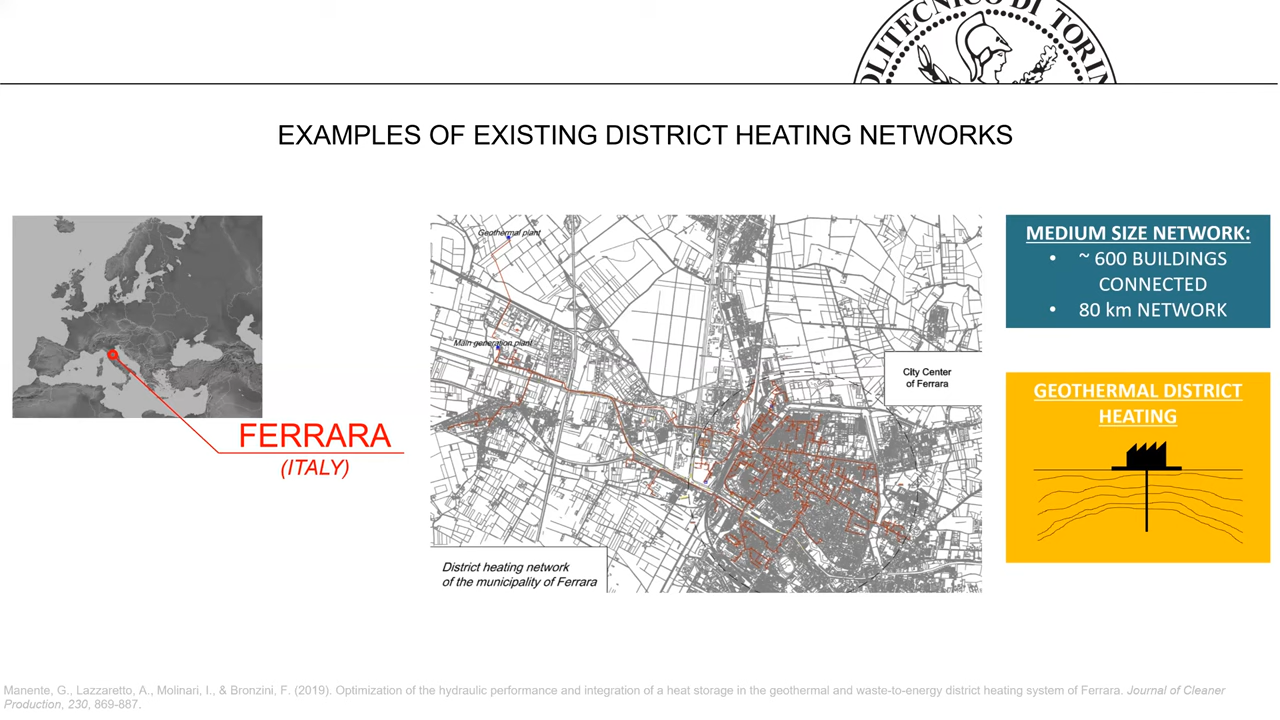 POLITECNICO DI TORIN
EXAMPLES OF EXISTING DISTRICT HEATING NETWORKS
FERRARA
(ITALY)
Geothermal plant
Main generation plant
City Center
of Ferrara
District heating network
of the municipality of Ferrara
MEDIUM SIZE NETWORK:
• ~ 600 BUILDINGS
CONNECTED
• 80 km NETWORK
GEOTHERMAL DISTRICT
HEATING
Manente, G., Lazzaretto, A., Molinari, I., & Bronzini, F. (2019). Optimization of the hydraulic performance and integration of a heat storage in the geothermal and waste-to-energy district heating system of Ferrara. Journal of Cleaner
Production, 230, 869-887.